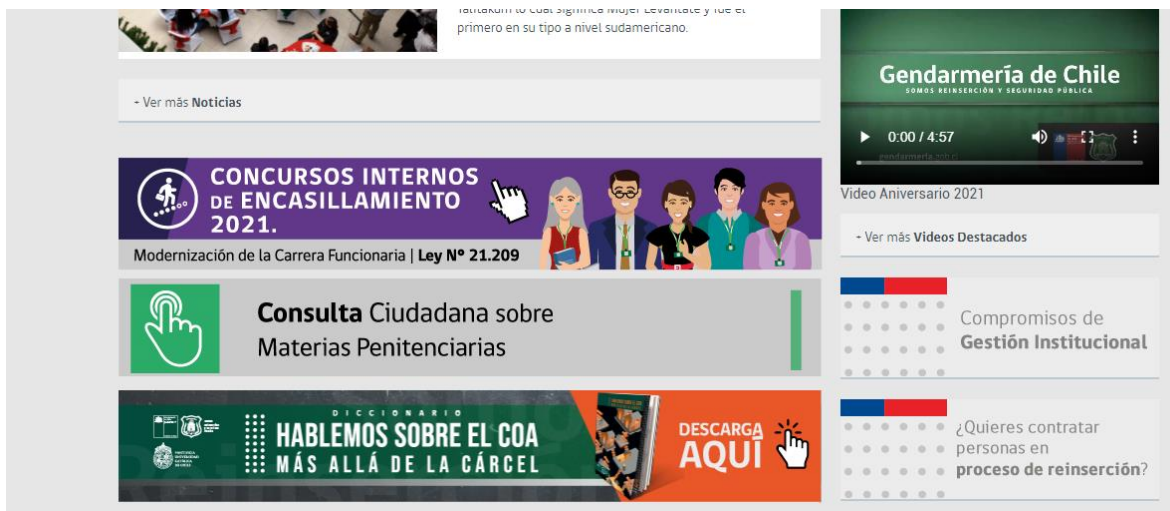 primero en su tipo a nivel sudamericano.
- Ver más Noticias
CONCURSOS INTERNOS
DE ENCASILLAMIENTO
2021.
Modernización de la Carrera Funcionaria | Ley Nº 21.209
Consulta Ciudadana sobre
Materias Penitenciarias
DICCIONARIO
HABLEMOS SOBRE EL COA
MÁS ALLÁ DE LA CÁRCEL
DESCARGA
AQUÍ
Gendarmería de Chile
SOMOS REINSERCIÓN Y SEGURIDAD PÚBLICA
0:00 / 4:57
gendarmeria.gob.cl
Video Aniversario 2021
- Ver más Videos Destacados
Compromisos de
Gestión Institucional
¿Quieres contratar
personas en
proceso de reinserción?